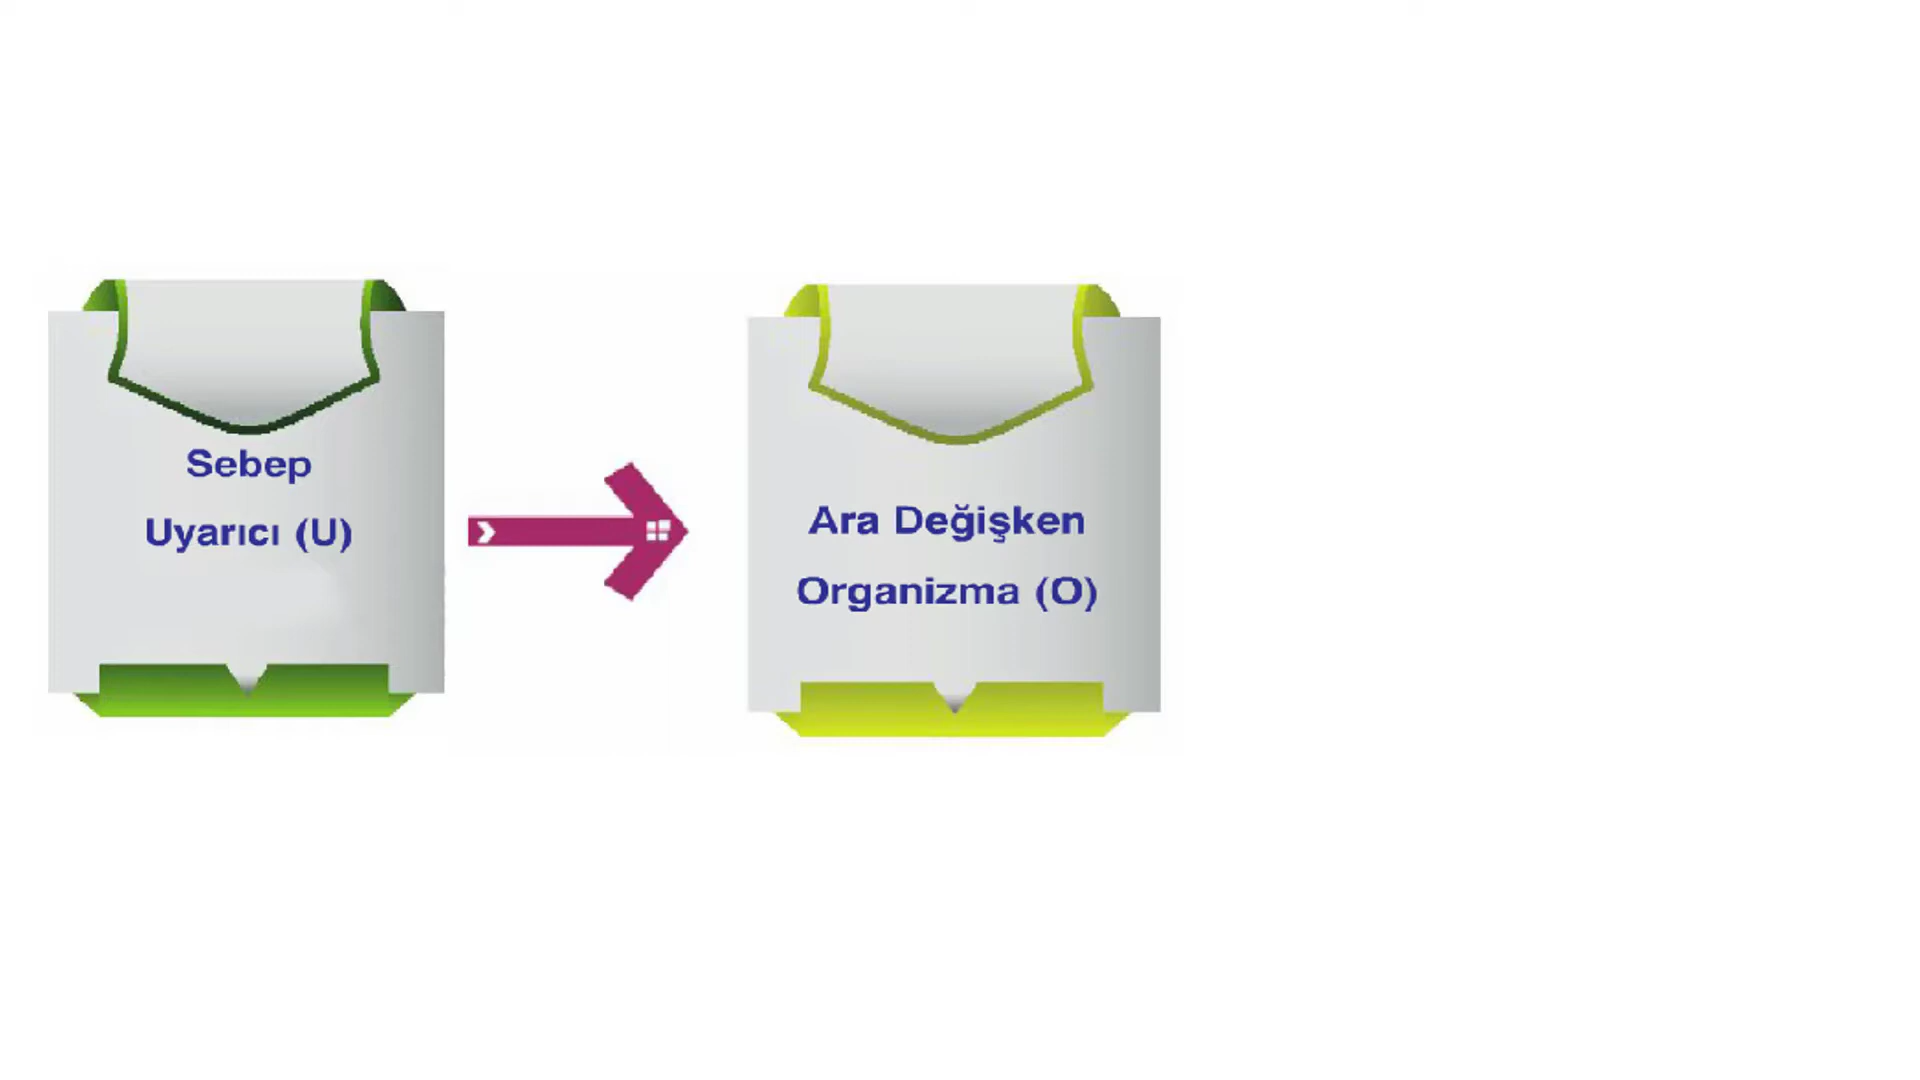 Sebep
Uyarıcı (U)
Ara Değişken
Organizma (O)